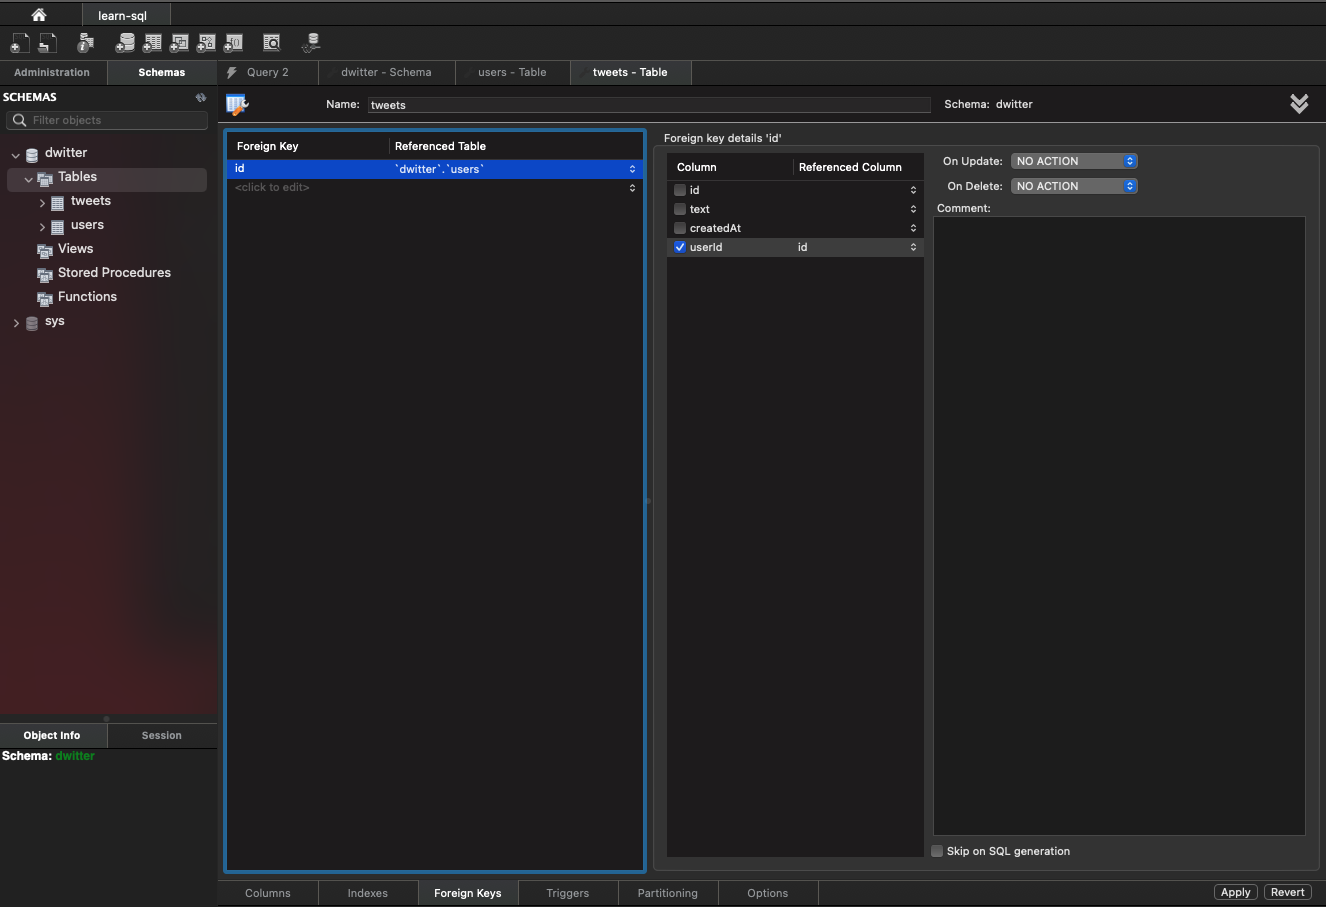 learn-sql
Administration
Schemas
Query 2
dwitter - Schema
users - Table
tweets - Table
SCHEMAS
Filter objects
dwitter
Tables
tweets
users
Views
Stored Procedures
Functions
sys
Object Info
Session
Schema: dwitter
Name: tweets
Schema: dwitter
Foreign Key Referenced Table
id `dwitter`.`users`
<click to edit>
Foreign key details 'id'
Column Referenced Column
id
text
createdAt
userId id
On Update: NO ACTION
On Delete: NO ACTION
Comment:
Skip on SQL generation
Columns
Indexes
Foreign Keys
Triggers
Partitioning
Options
Apply
Revert